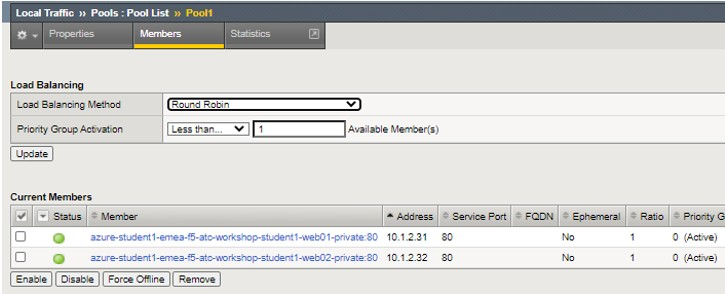 Local Traffic » Pools : Pool List » Pool1
Properties Members Statistics
Load Balancing
Load Balancing Method Round Robin
Priority Group Activation Less than... 1 Available Member(s)
Update
Current Members
Status Member Address Service Port FQDN Ephemeral Ratio Priority G
azure-student1-emea-f5-atc-workshop-student1-web01-private:80 10.1.2.31 80 No 1 0 (Active)
azure-student1-emea-f5-atc-workshop-student1-web02-private:80 10.1.2.32 80 No 1 0 (Active)
Enable Disable Force Offline Remove